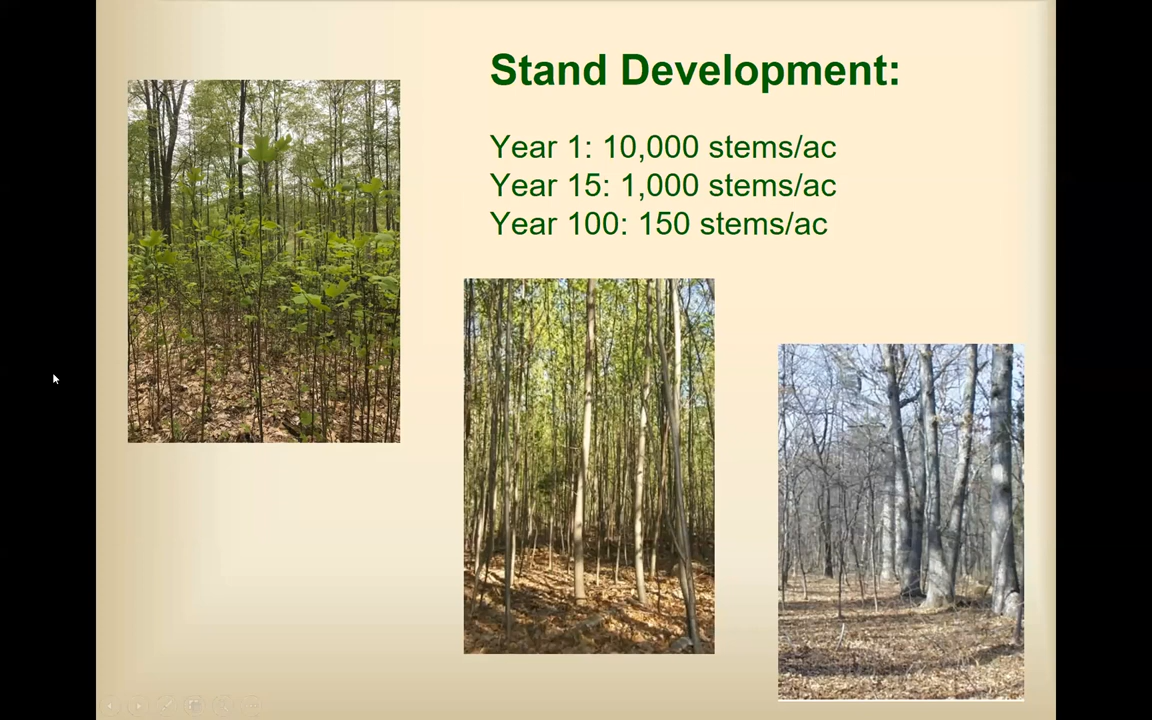 Stand Development:
Year 1: 10,000 stems/ac
Year 15: 1,000 stems/ac
Year 100: 150 stems/ac